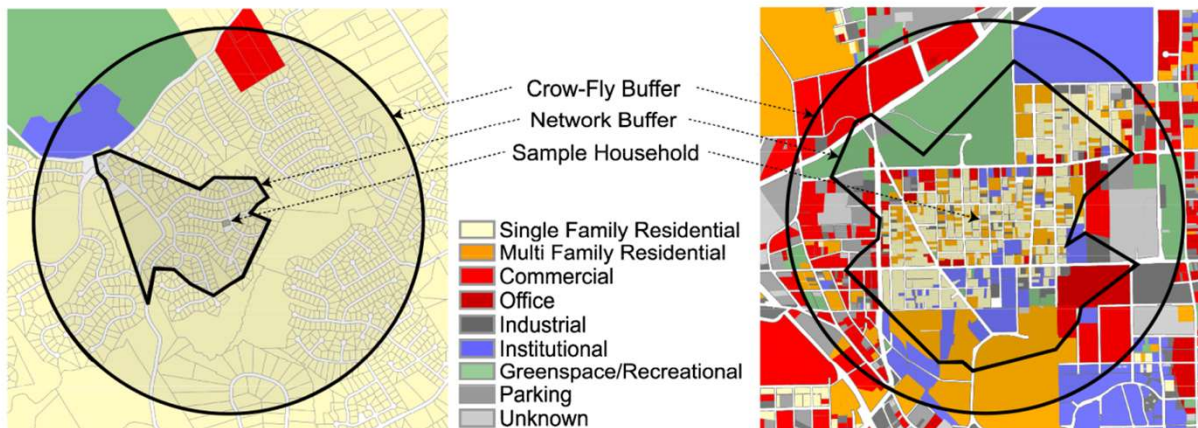 Crow-Fly Buffer
Network Buffer
Sample Household
Single Family Residential
Multi Family Residential
Commercial
Office
Industrial
Institutional
Greenspace/Recreational
Parking
Unknown